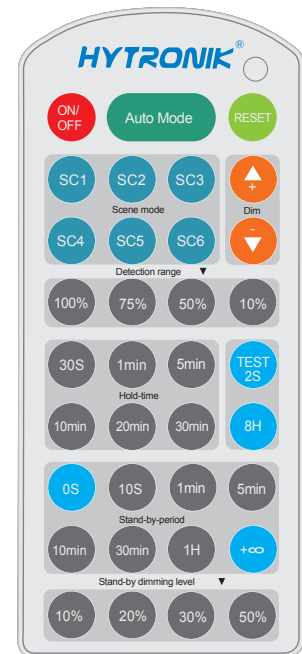 HYTRONIK®
ON/
OFF
Auto Mode
RESET
SC1 SC2 SC3 +
Scene mode Dim
SC4 SC5 SC6 -
Detection range ▼
100% 75% 50% 10%
30S 1min 5min TEST
2S
Hold-time
10min 20min 30min 8H
0S 10S 1min 5min
Stand-by-period
10min 30min 1H +∞
Stand-by dimming level ▼
10% 20% 30% 50%